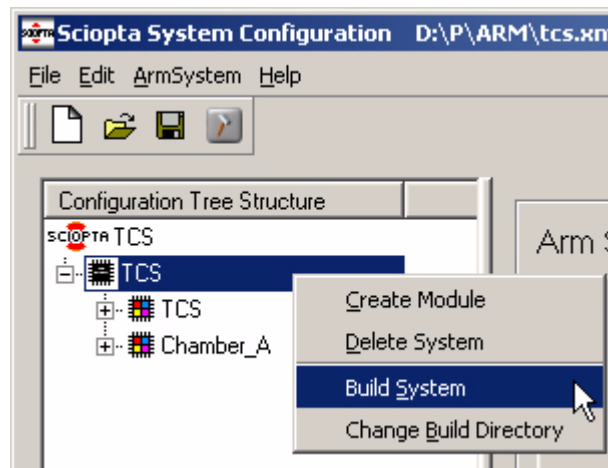 Sciopta System Configuration D:\P\ARM\tcs.xm
File Edit ArmSystem Help
Configuration Tree Structure
SCIOPTA TCS
TCS
TCS
Chamber_A
Arm
Create Module
Delete System
Build System
Change Build Directory